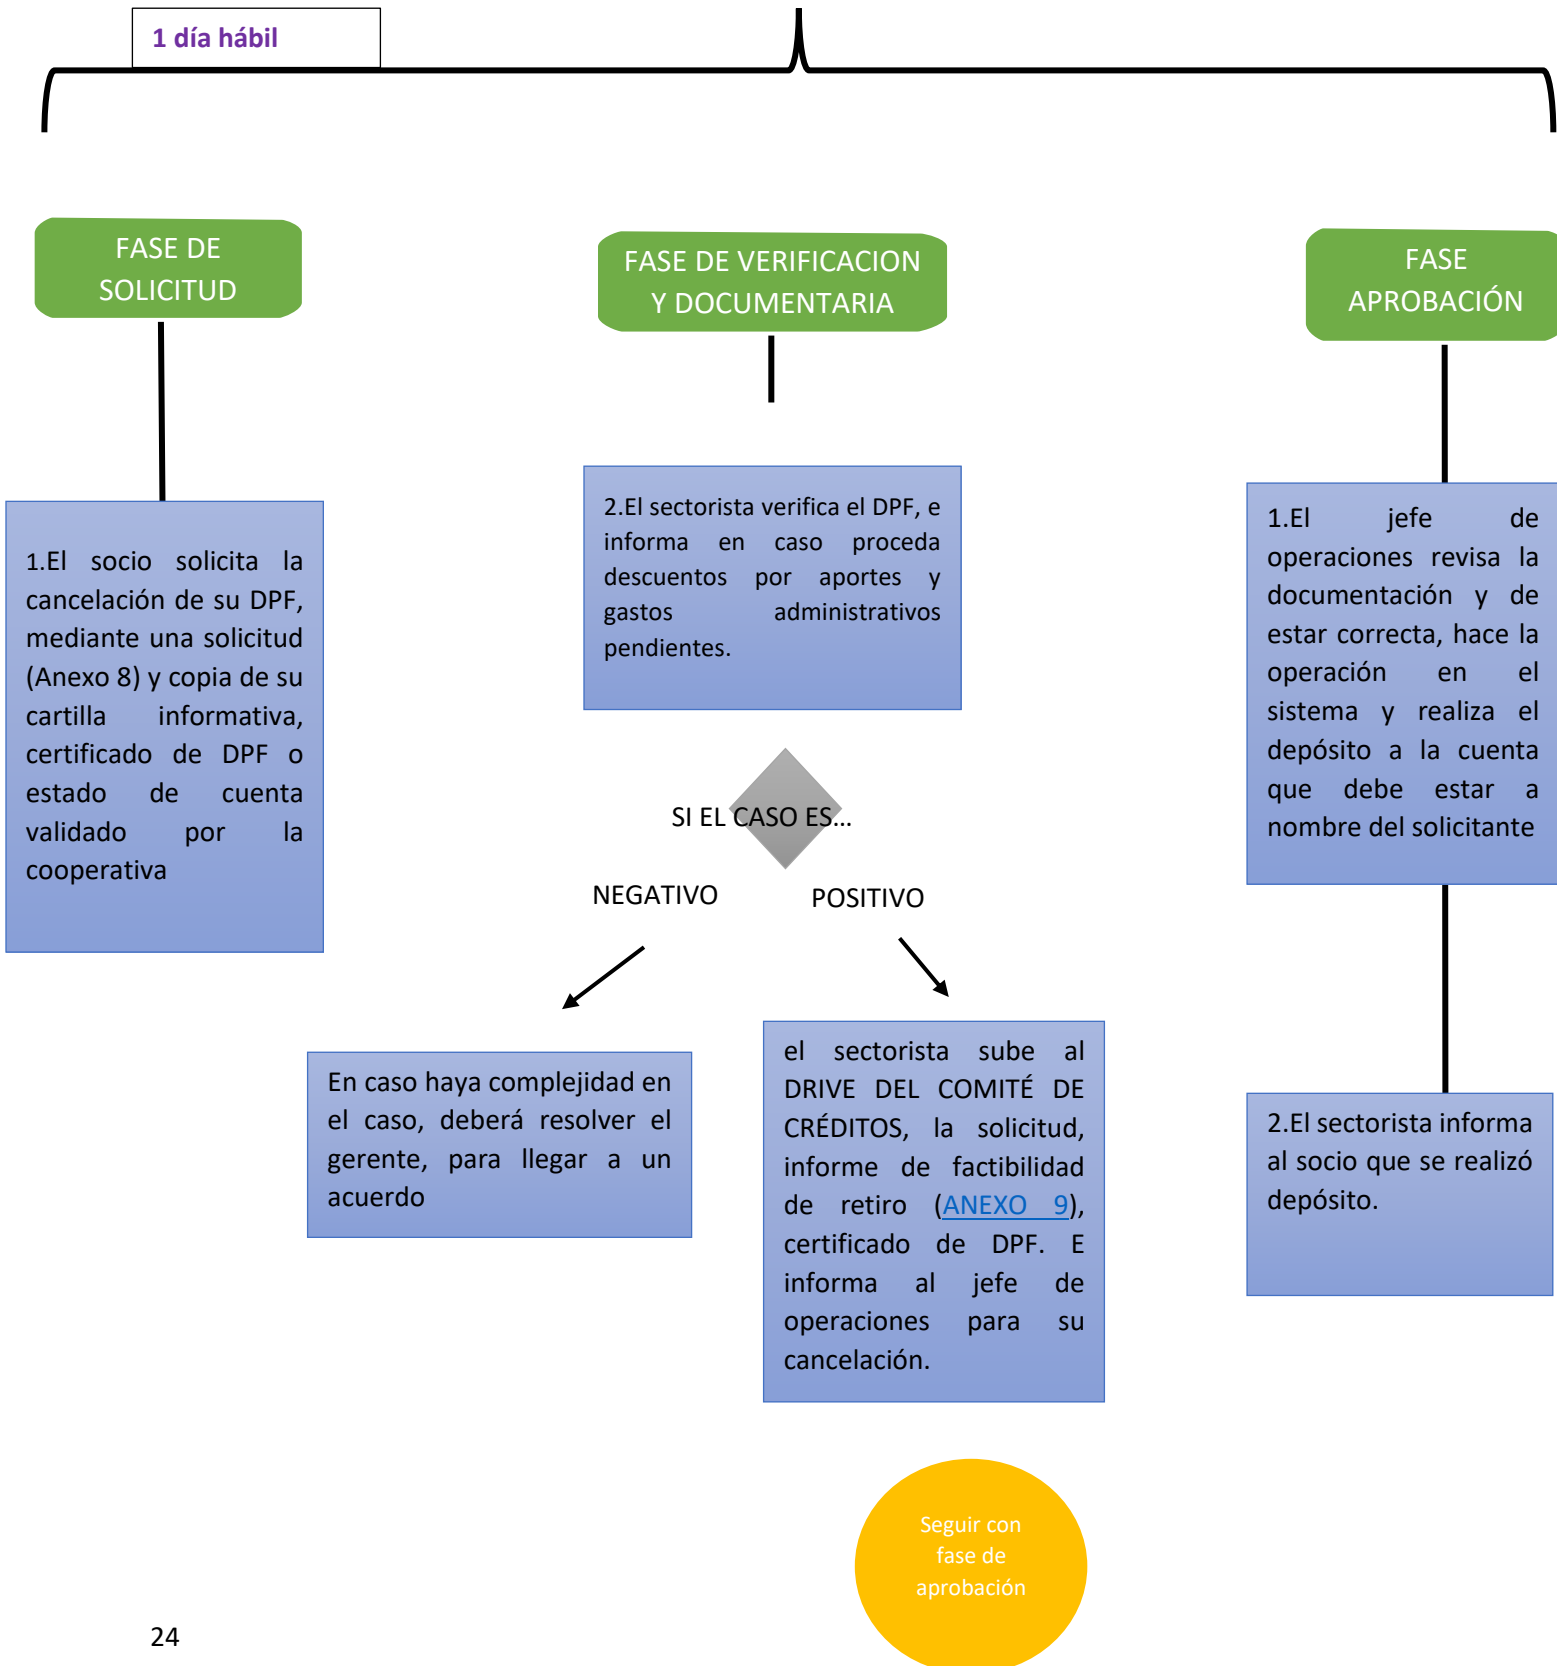 1 día hábil
FASE DE
SOLICITUD
1.El socio solicita la
cancelación de su DPF,
mediante una solicitud
(Anexo 8) y copia de su
cartilla informativa,
certificado de DPF o
estado de cuenta
validado por la
cooperativa
FASE DE VERIFICACION
Y DOCUMENTARIA
2.El sectorista verifica el DPF, e
informa en caso proceda
descuentos por aportes y
gastos administrativos
pendientes.
SI EL CASO ES...
NEGATIVO
POSITIVO
En caso haya complejidad en
el caso, deberá resolver el
gerente, para llegar a un
acuerdo
el sectorista sube al
DRIVE DEL COMITÉ DE
CRÉDITOS, la solicitud,
informe de factibilidad
de retiro (ANEXO 9),
certificado de DPF. E
informa al jefe de
operaciones para su
cancelación.
Seguir con
fase de
aprobación
FASE
APROBACIÓN
1.El jefe de
operaciones revisa la
documentación y de
estar correcta, hace la
operación en el
sistema y realiza el
depósito a la cuenta
que debe estar a
nombre del solicitante
2.El sectorista informa
al socio que se realizó
depósito.
24